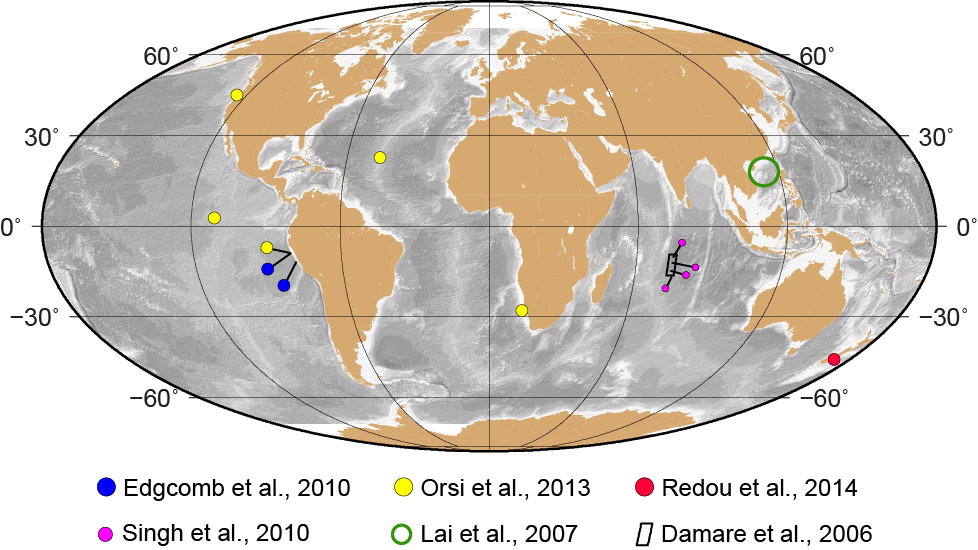 60° 60°
30° 30°
0° 0°
−30° −30°
−60° −60°
Edgcomb et al., 2010 Orsi et al., 2013 Redou et al., 2014
Singh et al., 2010 Lai et al., 2007 Damare et al., 2006